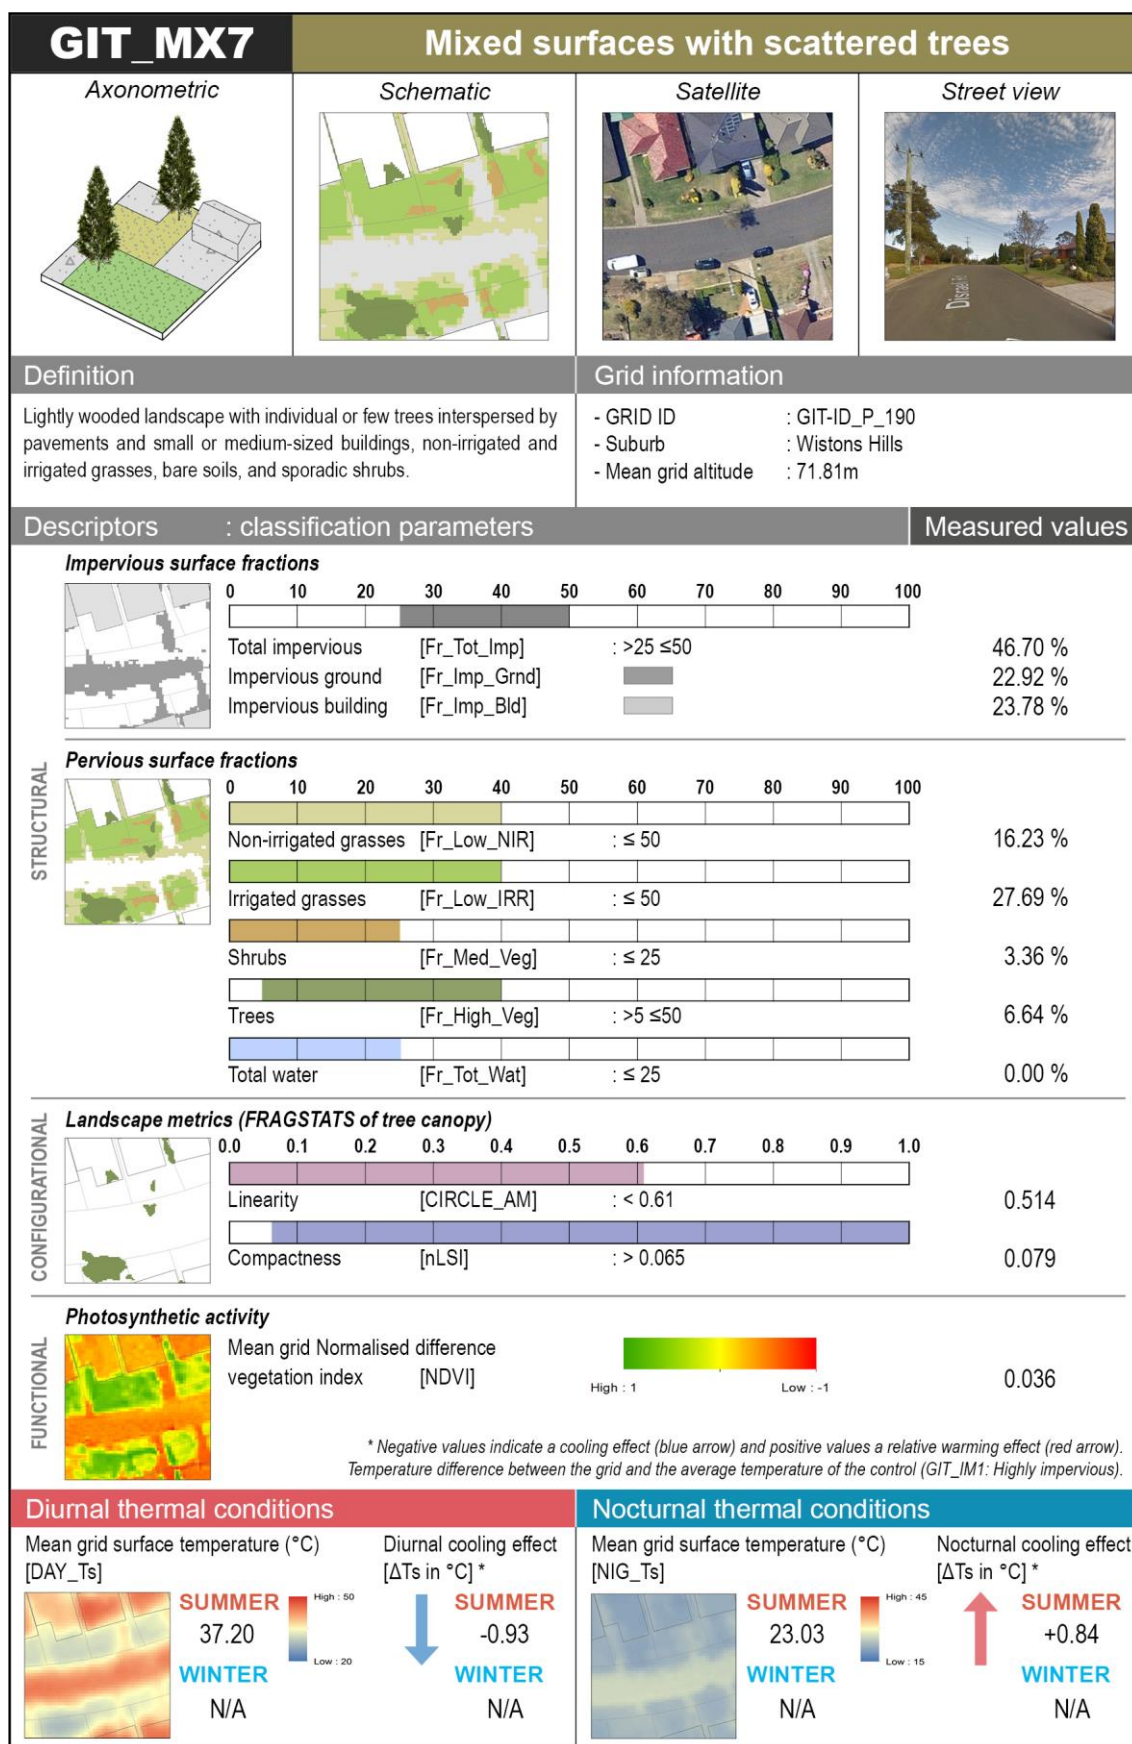 GIT_MX7
Mixed surfaces with scattered trees
Axonometric
Schematic
Satellite
Street view
Disraeli Rd
Definition
Lightly wooded landscape with individual or few trees interspersed by
pavements and small or medium-sized buildings, non-irrigated and
irrigated grasses, bare soils, and sporadic shrubs.
Grid information
- GRID ID : GIT-ID_P_190
- Suburb : Wistons Hills
- Mean grid altitude : 71.81m
Descriptors : classification parameters
Measured values
STRUCTURAL
Impervious surface fractions
0 10 20 30 40 50 60 70 80 90 100
Total impervious [Fr_Tot_Imp] : >25 ≤50 46.70 %
Impervious ground [Fr_Imp_Grnd] 22.92 %
Impervious building [Fr_Imp_Bld] 23.78 %
Pervious surface fractions
0 10 20 30 40 50 60 70 80 90 100
Non-irrigated grasses [Fr_Low_NIR] : ≤ 50 16.23 %
Irrigated grasses [Fr_Low_IRR] : ≤ 50 27.69 %
Shrubs [Fr_Med_Veg] : ≤ 25 3.36 %
Trees [Fr_High_Veg] : >5 ≤50 6.64 %
Total water [Fr_Tot_Wat] : ≤ 25 0.00 %
CONFIGURATIONAL
Landscape metrics (FRAGSTATS of tree canopy)
0.0 0.1 0.2 0.3 0.4 0.5 0.6 0.7 0.8 0.9 1.0
Linearity [CIRCLE_AM] : < 0.61 0.514
Compactness [nLSI] : > 0.065 0.079
FUNCTIONAL
Photosynthetic activity
Mean grid Normalised difference
vegetation index [NDVI] 0.036
High : 1 Low : -1
* Negative values indicate a cooling effect (blue arrow) and positive values a relative warming effect (red arrow).
Temperature difference between the grid and the average temperature of the control (GIT_IM1: Highly impervious).
Diurnal thermal conditions
Mean grid surface temperature (°C)
[DAY_Ts]
SUMMER
37.20
WINTER
N/A
High : 50
Low : 20
Diurnal cooling effect
[ΔTs in °C] *
SUMMER
-0.93
WINTER
N/A
Nocturnal thermal conditions
Mean grid surface temperature (°C)
[NIG_Ts]
SUMMER
23.03
WINTER
N/A
High : 45
Low : 15
Nocturnal cooling effect
[ΔTs in °C] *
SUMMER
+0.84
WINTER
N/A